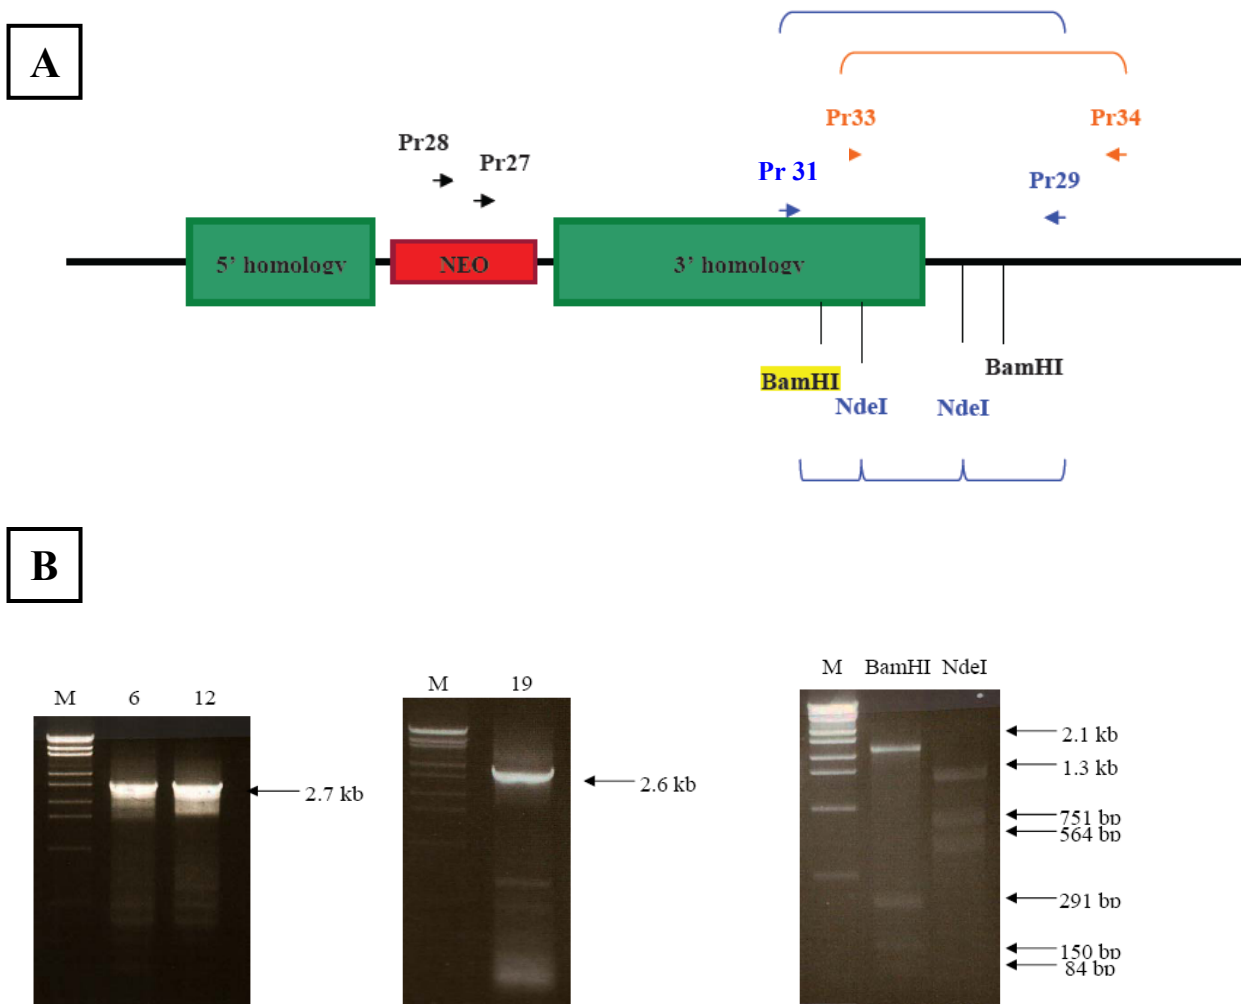 A
Pr33
Pr34
Pr28
Pr27
Pr 31
Pr29
5’ homology
NEO
3’ homology
BamHI
BamHI
NdeI
NdeI
B
M
6
12
2.7 kb
M
19
2.6 kb
M BamHI NdeI
2.1 kb
1.3 kb
751 bp
564 bp
291 bp
150 bp
84 bp